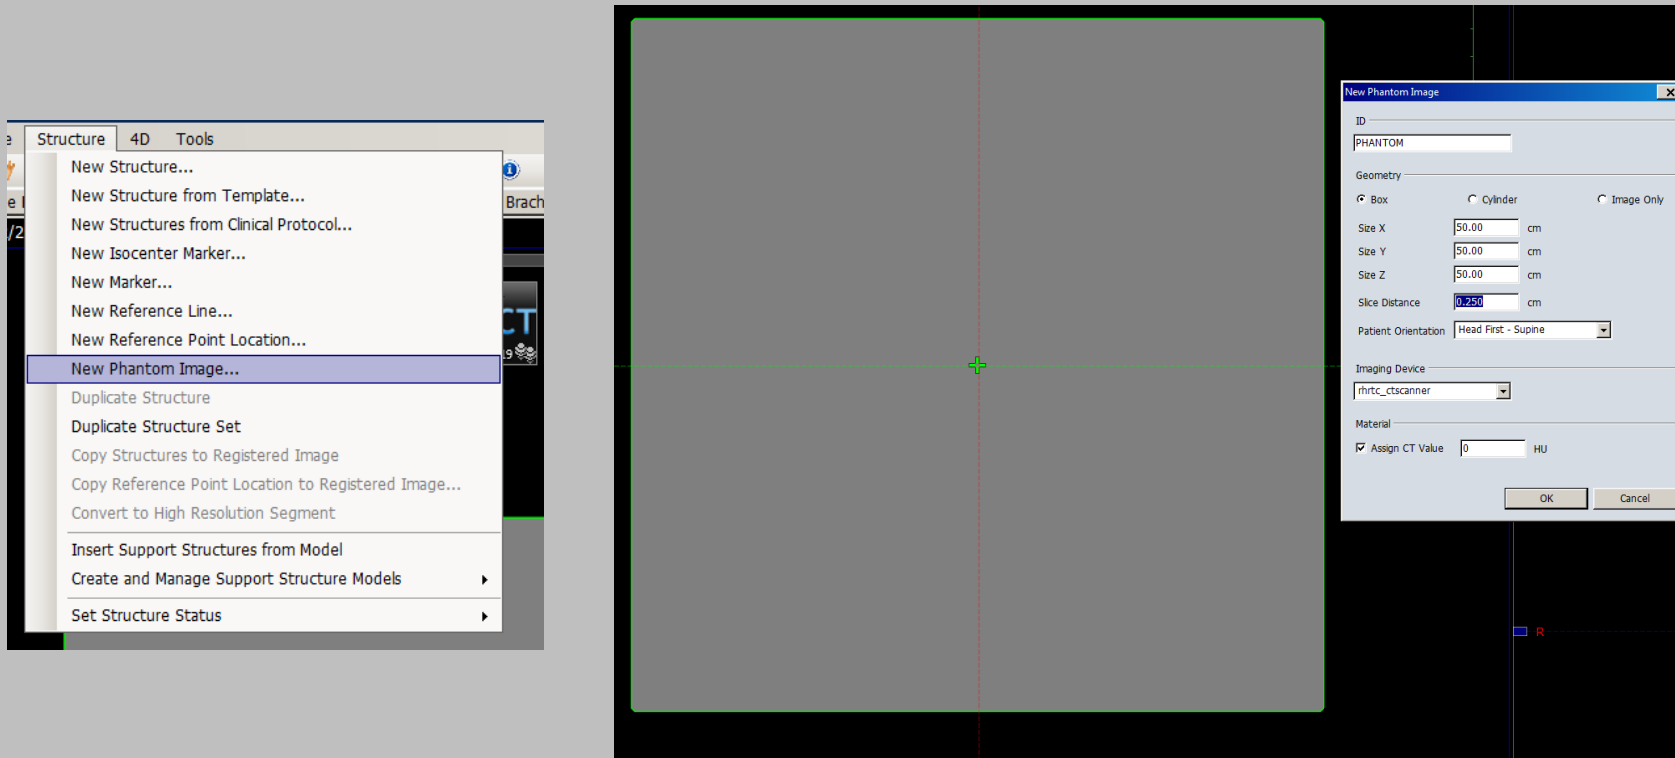 e
Structure 4D Tools
New Structure...
New Structure from Template...
e
Brach
New Structures from Clinical Protocol...
/2
New Isocenter Marker...
New Marker...
New Reference Line...
CT
New Reference Point Location...
19
New Phantom Image...
Duplicate Structure
Duplicate Structure Set
Copy Structures to Registered Image
Copy Reference Point Location to Registered Image...
Convert to High Resolution Segment
Insert Support Structures from Model
Create and Manage Support Structure Models
Set Structure Status
New Phantom Image
ID
PHANTOM
Geometry
Box Cylinder Image Only
Size X 50.00 cm
Size Y 50.00 cm
Size Z 50.00 cm
Slice Distance 0.250 cm
Patient Orientation Head First - Supine
Imaging Device
rhrtc_ctscanner
Material
Assign CT Value 0 HU
OK Cancel
R